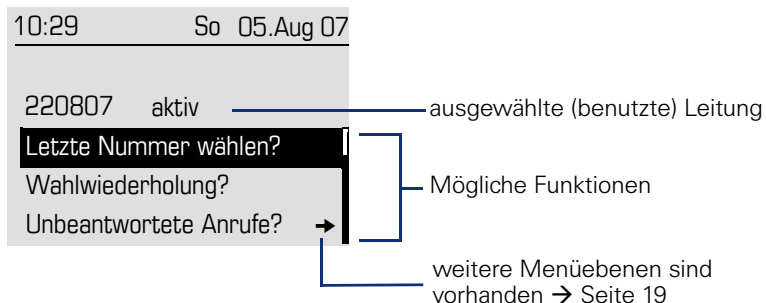 10:29 So 05.Aug 07
220807 aktiv
ausgewählte (benutzte) Leitung
Letzte Nummer wählen?
Wahlwiederholung?
Mögliche Funktionen
Unbeantwortete Anrufe? →
weitere Menüebenen sind
vorhanden → Seite 19